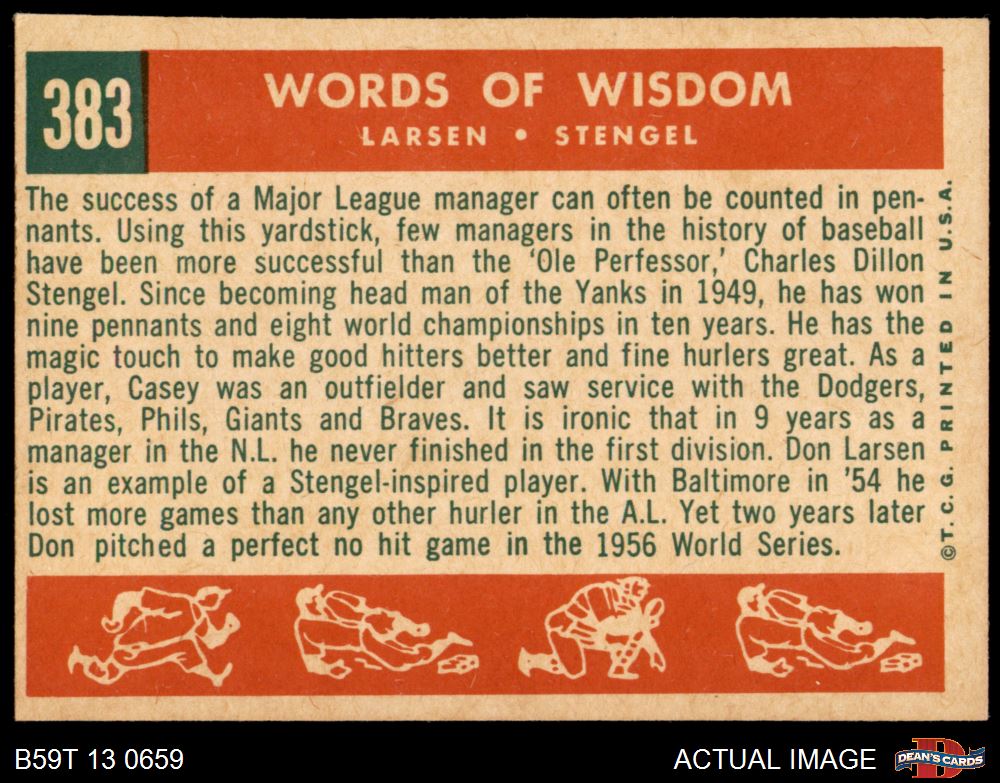 383
WORDS OF WISDOM
LARSEN • STENGEL
The success of a Major League manager can often be counted in pen-
nants. Using this yardstick, few managers in the history of baseball
have been more successful than the 'Ole Perfessor,' Charles Dillon
Stengel. Since becoming head man of the Yanks in 1949, he has won
nine pennants and eight world championships in ten years. He has the
magic touch to make good hitters better and fine hurlers great. As a
player, Casey was an outfielder and saw service with the Dodgers,
Pirates, Phils, Giants and Braves. It is ironic that in 9 years as a
manager in the N.L. he never finished in the first division. Don Larsen
is an example of a Stengel-inspired player. With Baltimore in '54 he
lost more games than any other hurler in the A.L. Yet two years later
Don pitched a perfect no hit game in the 1956 World Series.
©T.C.G. PRINTED IN U.S.A.
B59T 13 0659
ACTUAL IMAGE
D
DEAN'S CARDS